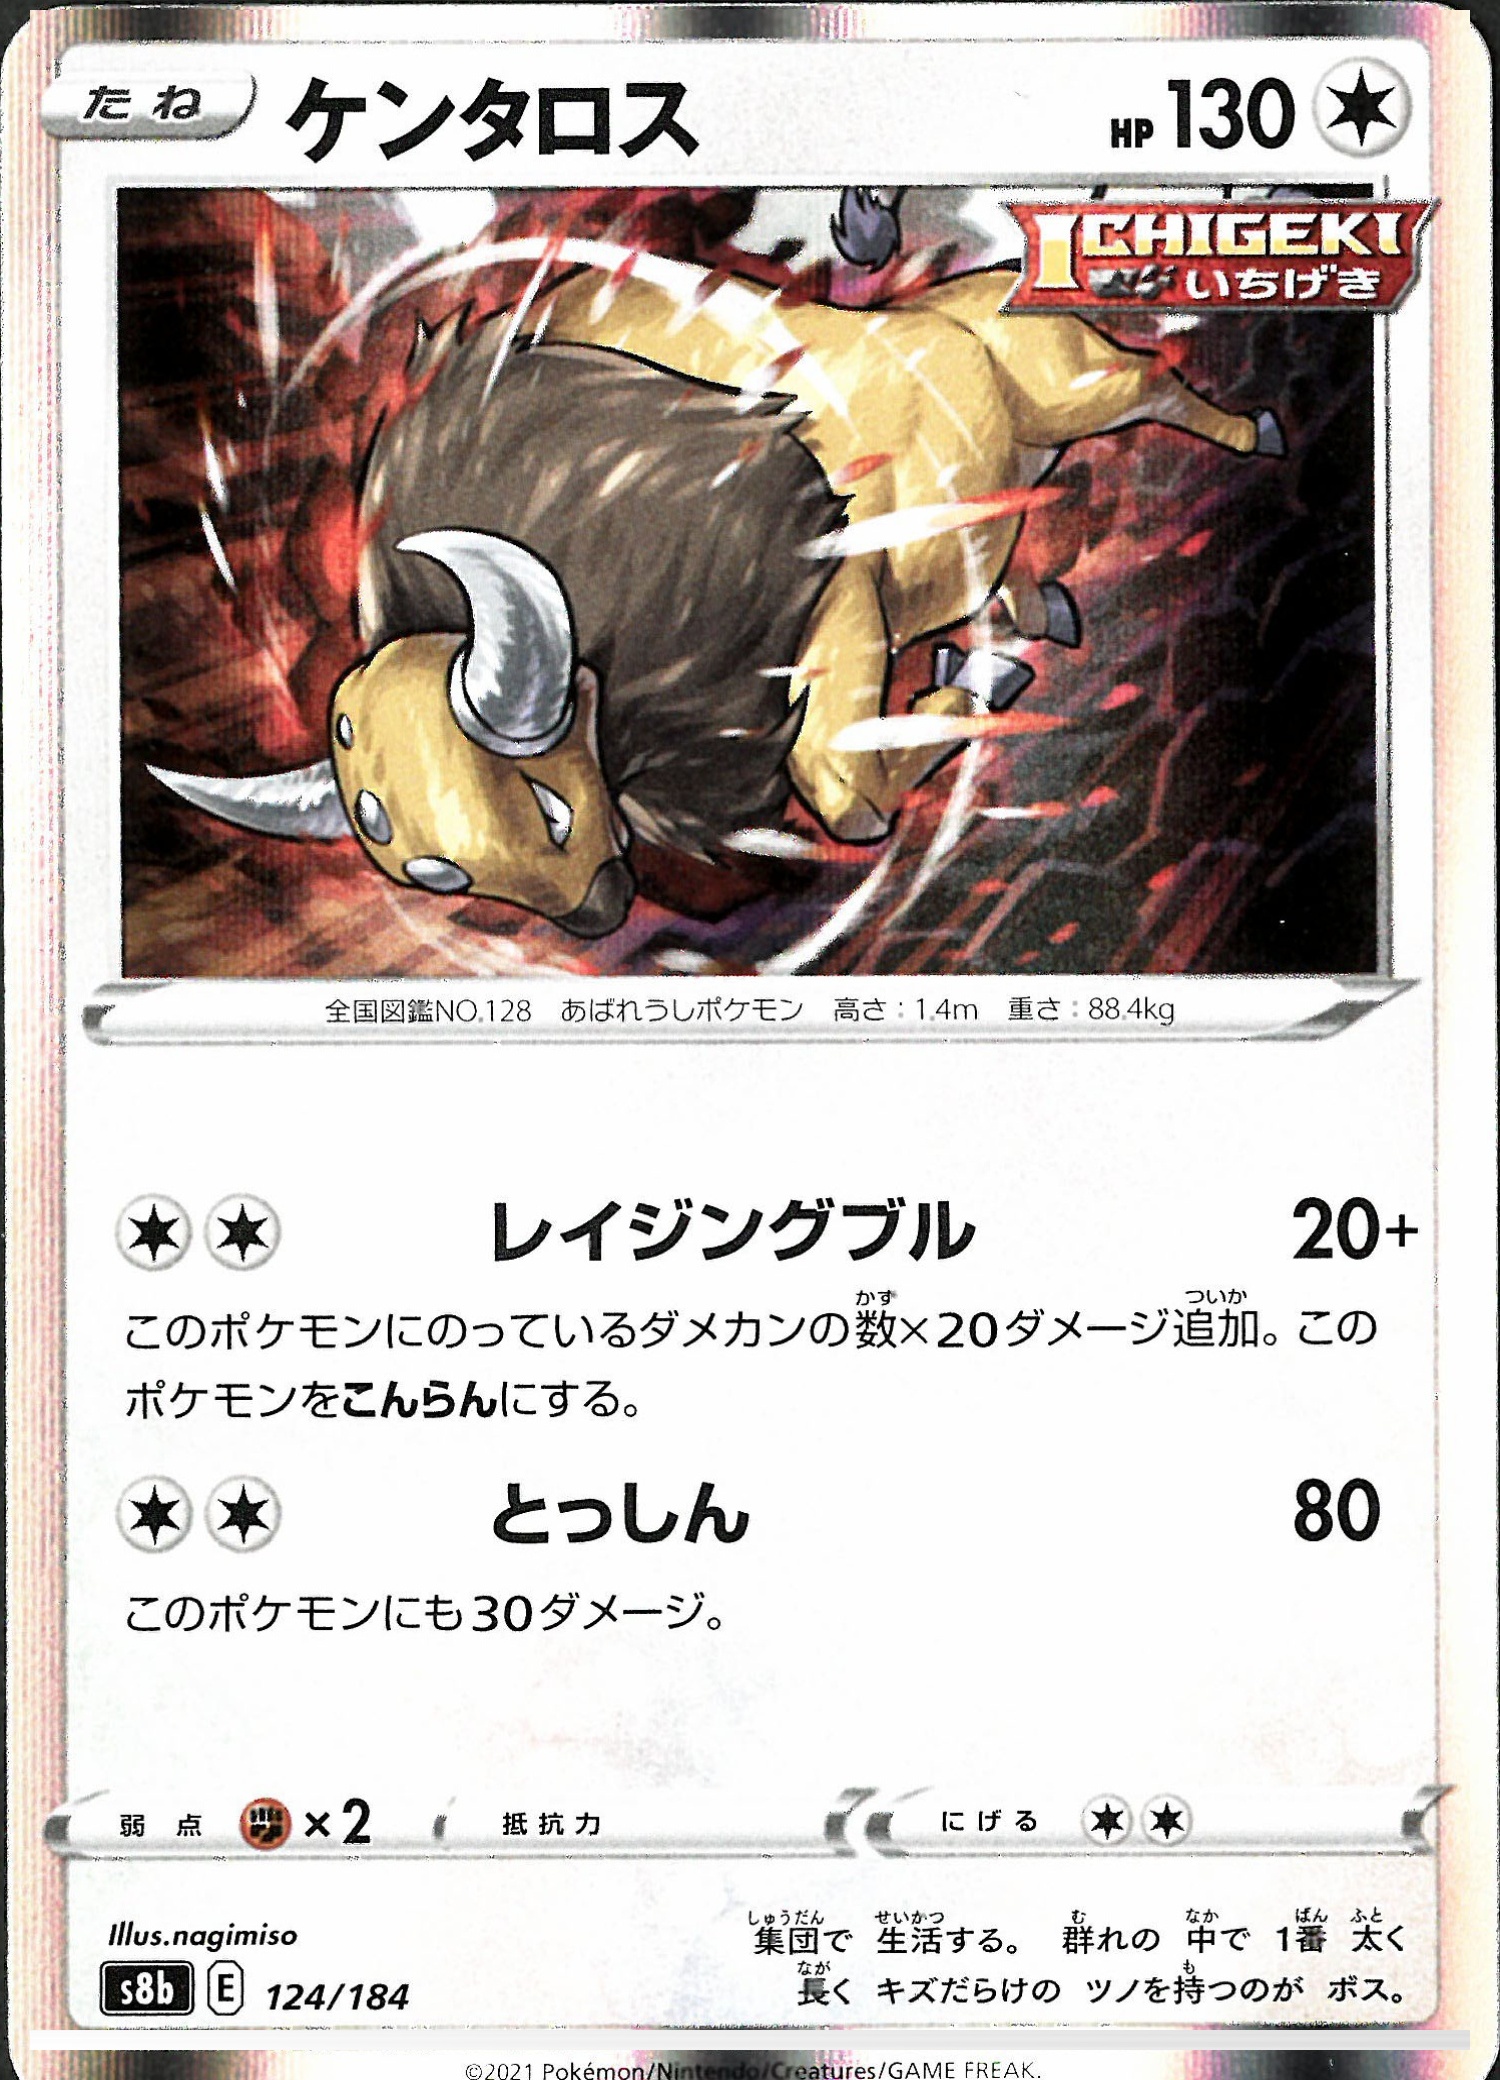 たね ケンタロス HP130
ICHIGEKI
いちげき
全国図鑑NO.128 あばれうしポケモン 高さ：1.4m 重さ：88.4kg
レイジングブル 20+
このポケモンにのっているダメカンの数×20ダメージ追加。この
かず ついか
ポケモンをこんらんにする。
とっしん 80
このポケモンにも30ダメージ。
弱点 ×2 抵抗力 にげる
Illus.nagimiso
しゅうだん せいかつ む なか ばん ふと
集団で 生活する。 群れの 中で 1番 太く
なが も
長く キズだらけの ツノを持つのが ボス。
s8b E 124/184
©2021 Pokémon/Nintendo/Creatures/GAME FREAK.